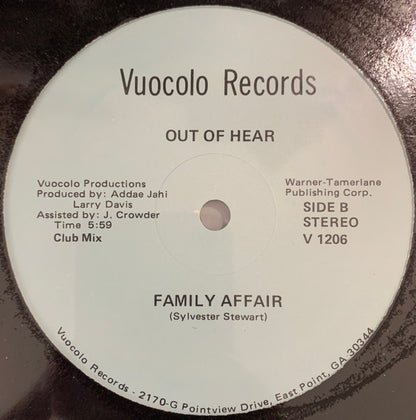 Vuocolo Records
OUT OF HEAR
Vuocolo Productions
Produced by: Addae Jahi
Larry Davis
Assisted by: J. Crowder
Time 5:59
Club Mix
Warner-Tamerlane
Publishing Corp.
SIDE B
STEREO
V 1206
FAMILY AFFAIR
(Sylvester Stewart)
Vuocolo Records - 2170-G Pointview Drive, East Point, GA 30344